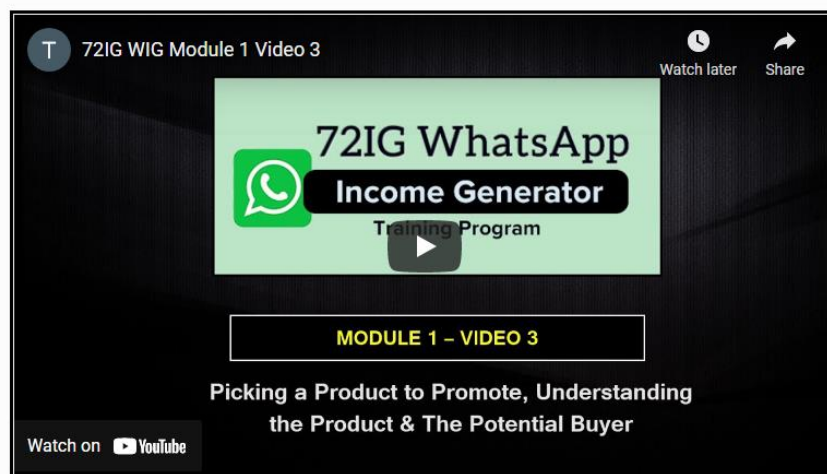 T
72IG WIG Module 1 Video 3
Watch later
Share
72IG WhatsApp
Income Generator
Training Program
MODULE 1 – VIDEO 3
Picking a Product to Promote, Understanding
the Product & The Potential Buyer
Watch on YouTube